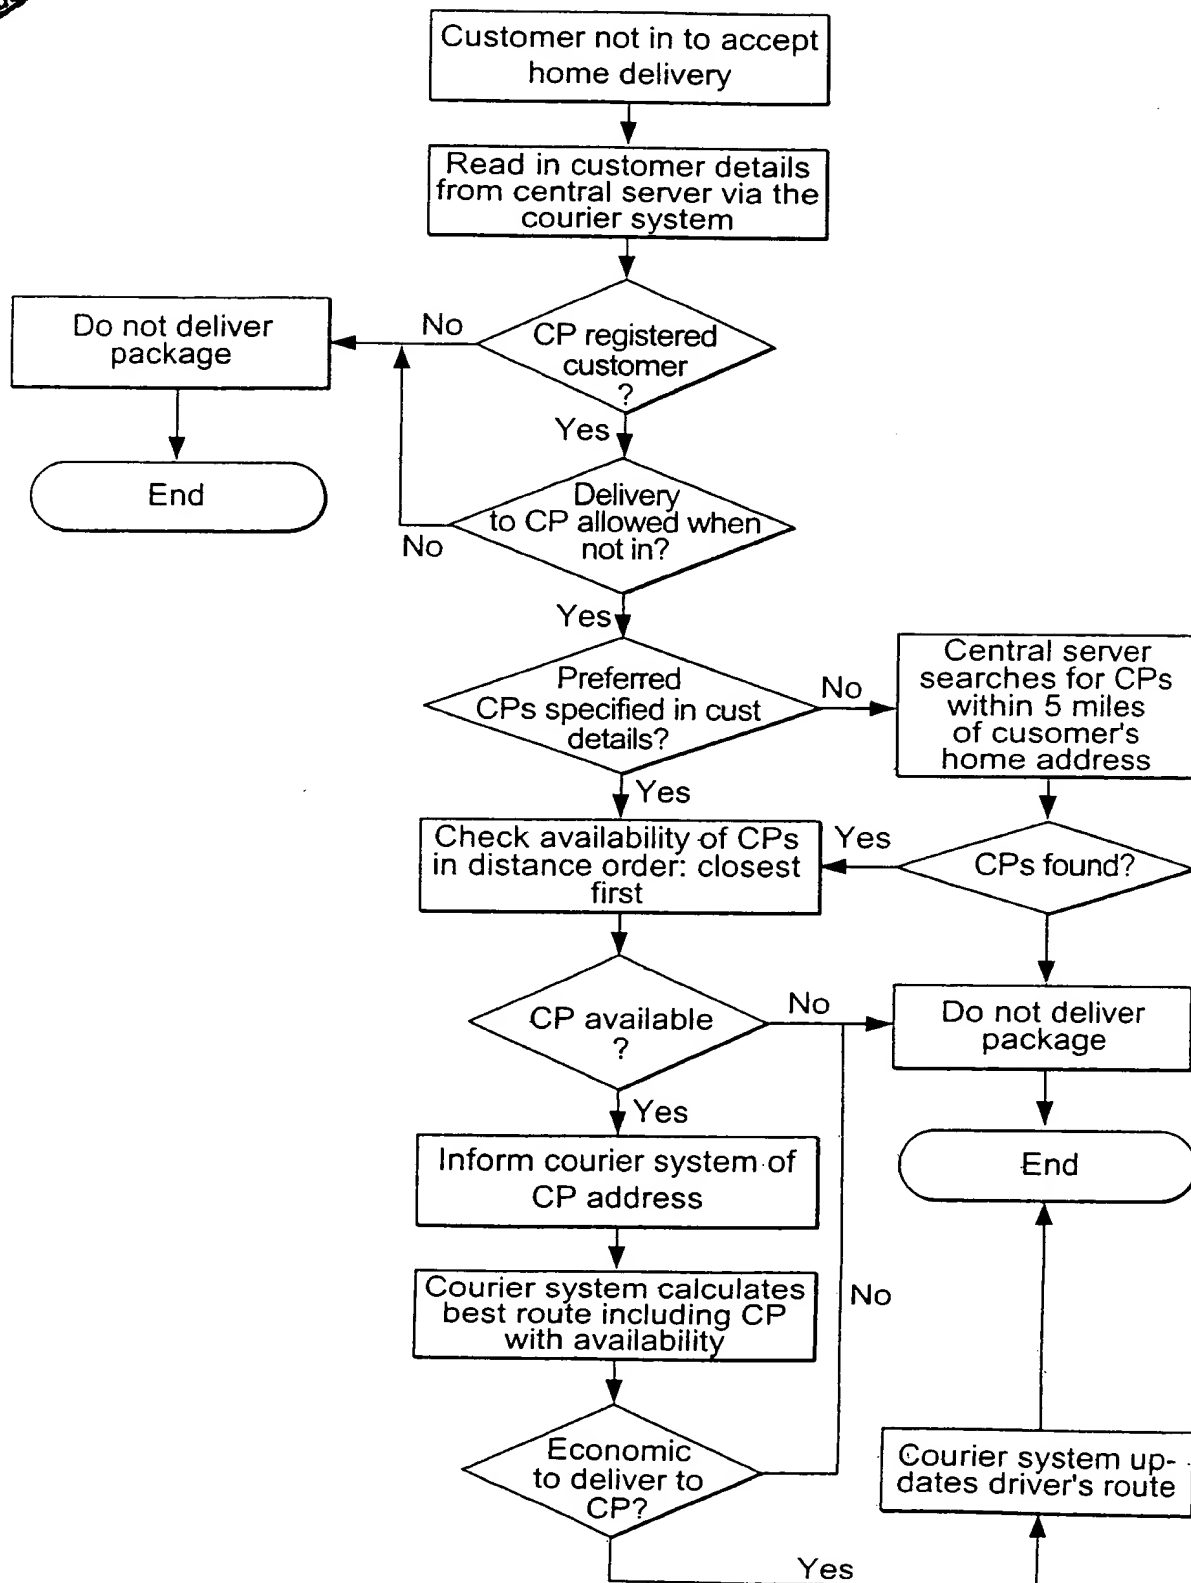 Customer not in to accept
home delivery
Read in customer details
from central server via the
courier system
CP registered
customer
?
No
Do not deliver
package
End
Yes
Delivery
to CP allowed when
not in?
No
Yes
Preferred
CPs specified in cust
details?
No
Central server
searches for CPs
within 5 miles
of cusomer's
home address
Yes
Check availability of CPs
in distance order: closest
first
Yes
CPs found?
CP available
?
No
Do not deliver
package
End
Yes
Inform courier system of
CP address
Courier system calculates
best route including CP
with availability
No
Economic
to deliver to
CP?
Courier system up-
dates driver's route
Yes